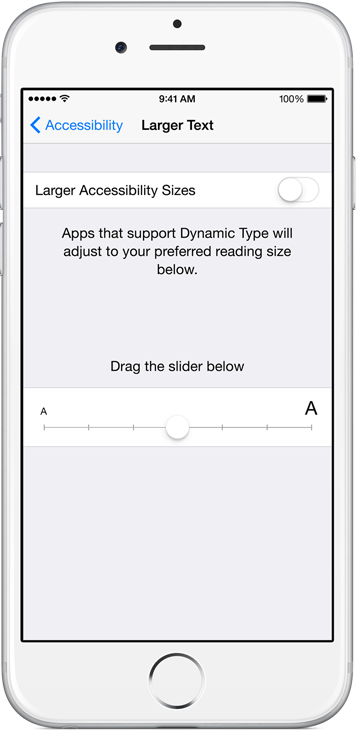 9:41 AM 100%
Accessibility Larger Text
Larger Accessibility Sizes
Apps that support Dynamic Type will
adjust to your preferred reading size
below.
Drag the slider below
A A